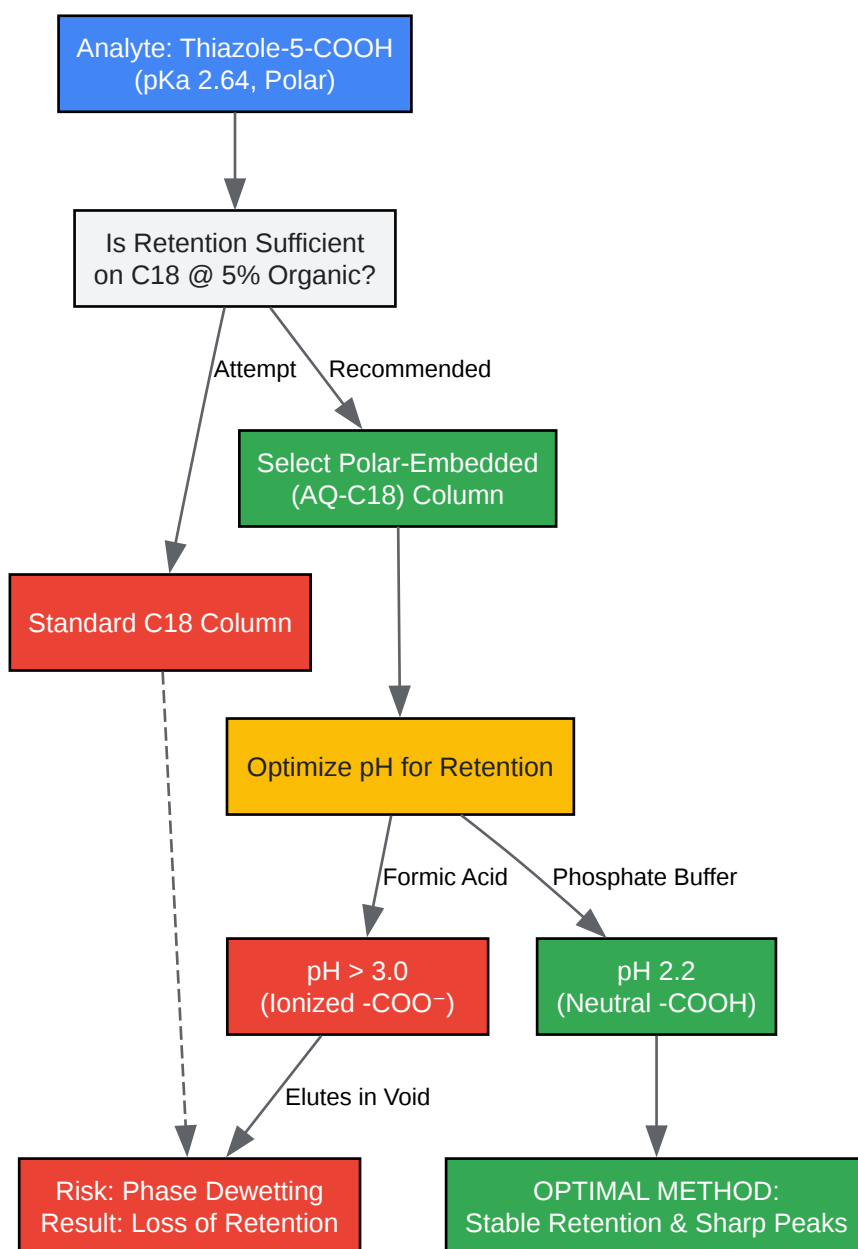 Analyte: Thiazole-5-COOH
(pKa 2.64, Polar)
Is Retention Sufficient
on C18 @ 5% Organic?
Attempt
Recommended
Select Polar-Embedded
(AQ-C18) Column
Standard C18 Column
Optimize pH for Retention
Formic Acid
Phosphate Buffer
pH > 3.0
(Ionized -COO⁻)
pH 2.2
(Neutral -COOH)
Elutes in Void
Risk: Phase Dewetting
Result: Loss of Retention
OPTIMAL METHOD:
Stable Retention & Sharp Peaks